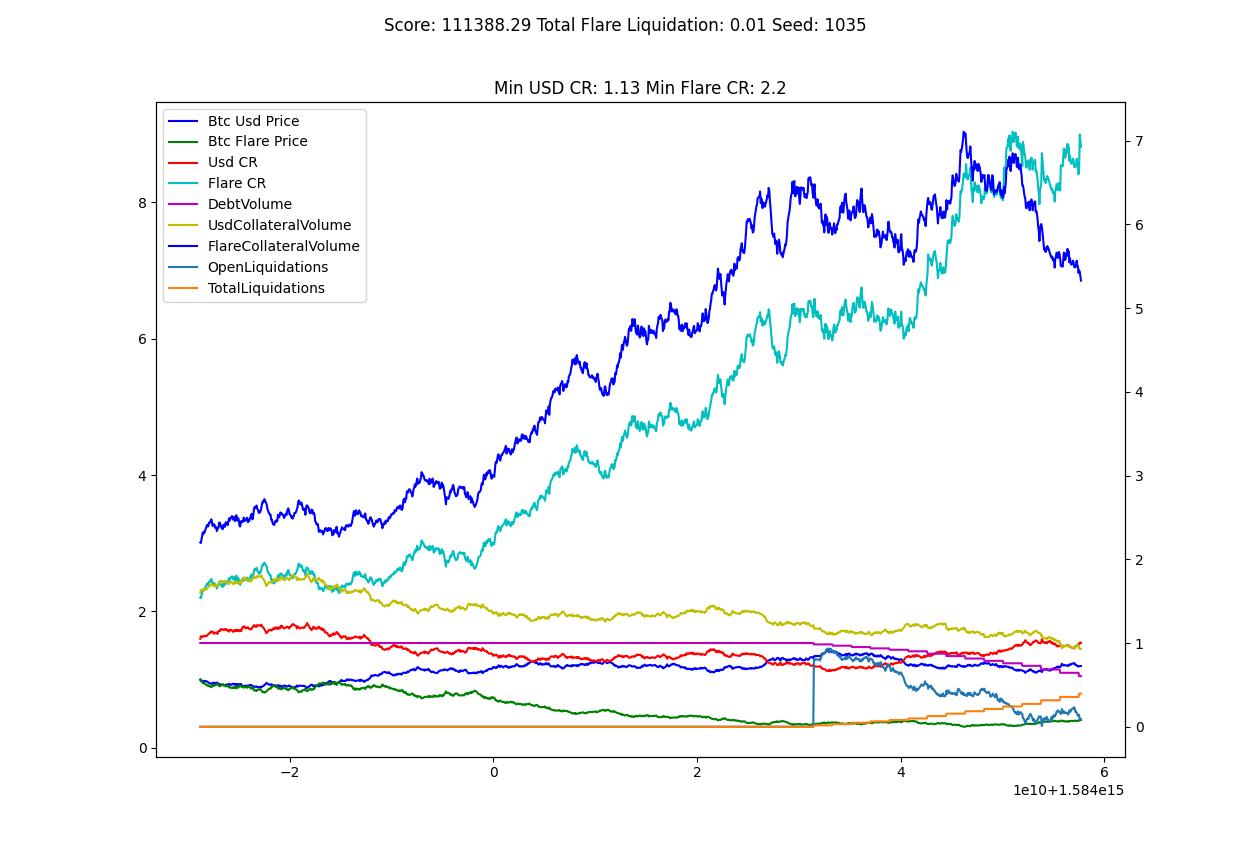 Score: 111388.29 Total Flare Liquidation: 0.01 Seed: 1035
Min USD CR: 1.13 Min Flare CR: 2.2
Btc Usd Price
Btc Flare Price
Usd CR
Flare CR
DebtVolume
UsdCollateralVolume
FlareCollateralVolume
OpenLiquidations
TotalLiquidations
8
6
4
2
0
7
6
5
4
3
2
1
0
−2
0
2
4
6
1e10+1.584e15